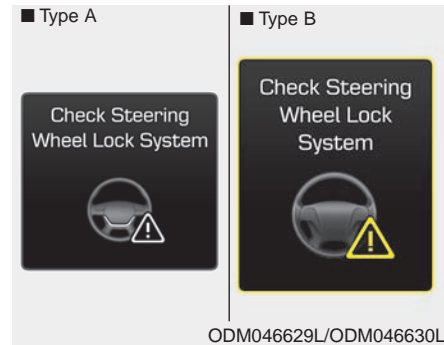 ■ Type A
Check Steering
Wheel Lock System
■ Type B
Check Steering
Wheel Lock
System
ODM046629L/ODM046630L